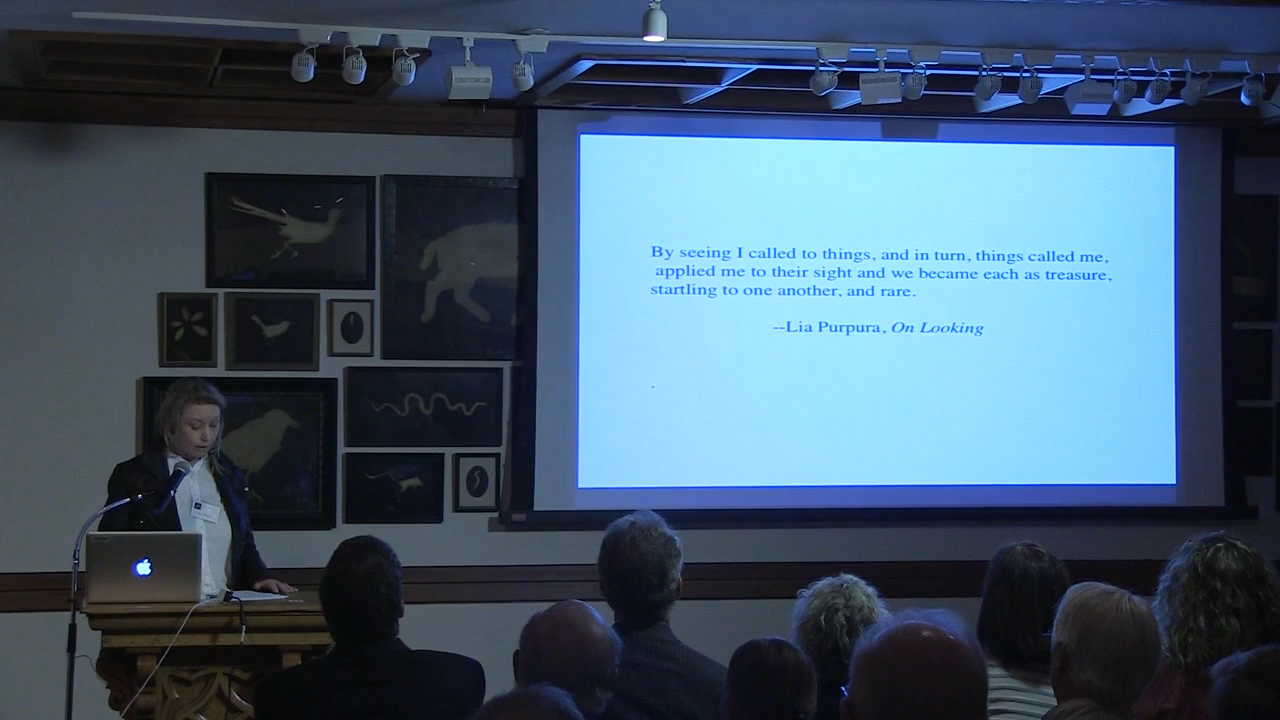 By seeing I called to things, and in turn, things called me,
applied me to their sight and we became each as treasure,
startling to one another, and rare.
--Lia Purpura, On Looking